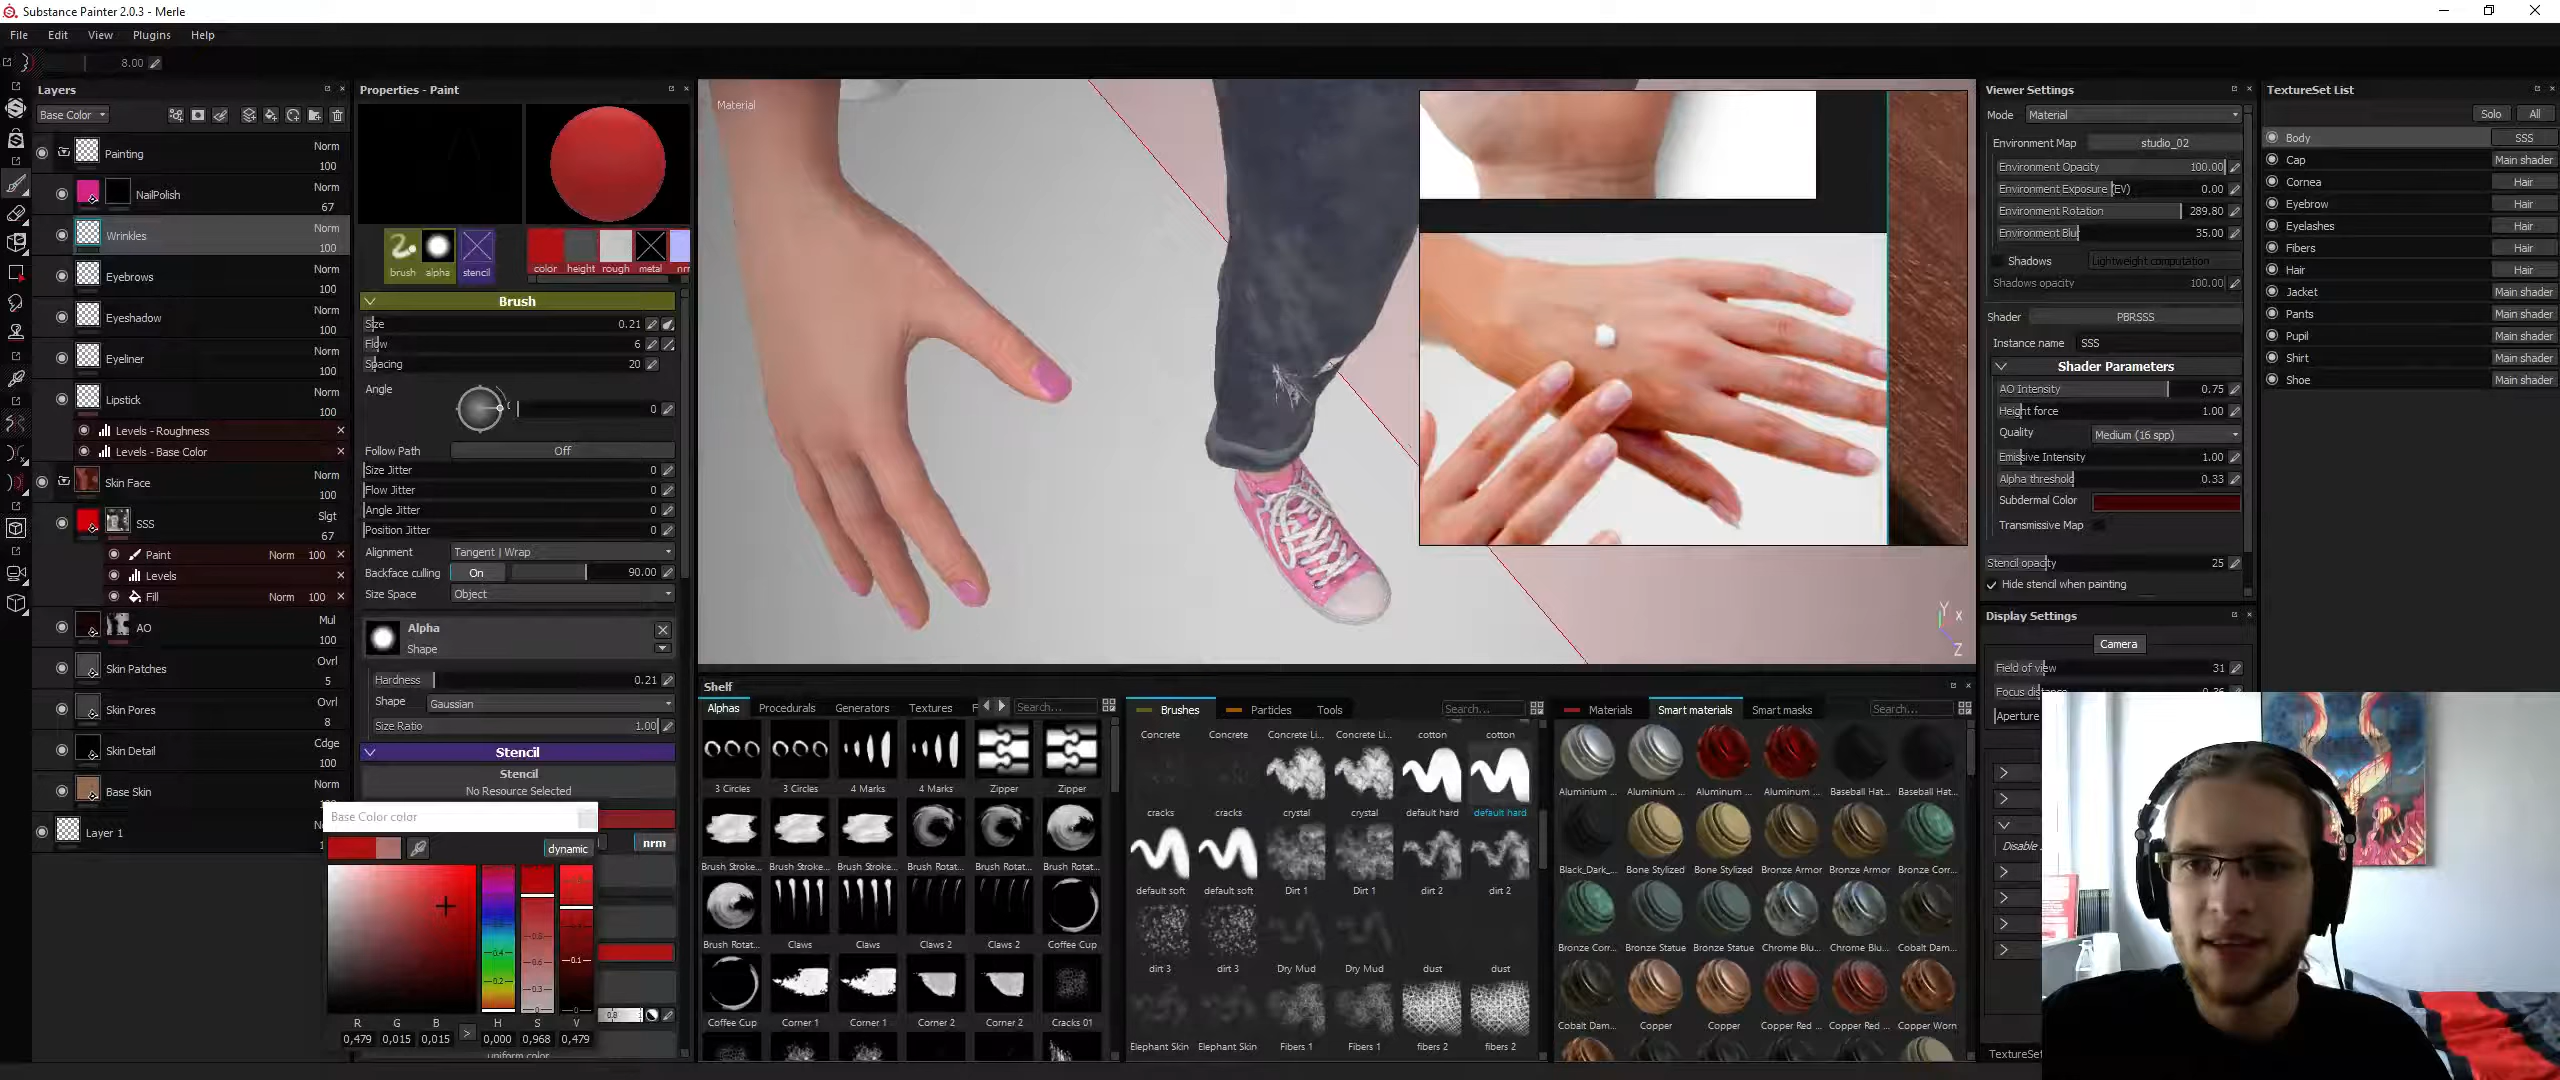 Substance Painter 2.0.3 - Merle
File Edit View Plugins Help
8.00
Layers
Base Color
Painting Norm 100
NailPolish Norm 67
Wrinkles Norm 100
Eyebrows Norm 100
Eyeshadow Norm 100
Eyeliner Norm 100
Lipstick Norm 100
Levels - Roughness
Levels - Base Color
Skin Face Norm 100
SSS Slgt 67
Paint Norm 100
Levels
Fill Norm 100
AO Mul 100
Skin Patches Ovrl 5
Skin Pores Ovrl 8
Skin Detail Cdge 100
Base Skin Norm
Layer 1
Properties - Paint
brush alpha stencil color height rough metal nrm
Brush
Size 0.21
Flow 6
Spacing 20
Angle 0
Follow Path Off
Size Jitter 0
Flow Jitter 0
Angle Jitter 0
Position Jitter 0
Alignment Tangent | Wrap
Backface culling On 90.00
Size Space Object
Alpha
Shape
Hardness 0.21
Shape Gaussian
Size Ratio 1.00
Stencil
Stencil
No Resource Selected
nrm
Base Color color
dynamic
R G B H S V
0,479 0,015 0,015 > 0,000 0,968 0,479
uniform color
Material
Y X
Z
Shelf
Alphas Procedurals Generators Textures Search...
3 Circles 3 Circles 4 Marks 4 Marks Zipper Zipper
Brush Stroke... Brush Stroke... Brush Stroke... Brush Rotat... Brush Rotat... Brush Rotat...
Brush Rotat... Claws Claws Claws 2 Claws 2 Coffee Cup
Coffee Cup Corner 1 Corner 1 Corner 2 Corner 2 Cracks 01
Brushes Particles Tools Search...
Concrete Concrete Concrete Li... Concrete Li... cotton cotton
cracks cracks crystal crystal default hard default hard
default soft default soft Dirt 1 Dirt 1 dirt 2 dirt 2
dirt 3 dirt 3 Dry Mud Dry Mud dust dust
Elephant Skin Elephant Skin Fibers 1 Fibers 1 fibers 2 fibers 2
Materials Smart materials Smart masks Search...
Aluminium ... Aluminium ... Aluminum ... Aluminum ... Baseball Hat... Baseball Hat...
Black_Dark_... Bone Stylized Bone Stylized Bronze Armor Bronze Armor Bronze Corr...
Bronze Corr... Bronze Statue Bronze Statue Chrome Blu... Chrome Blu... Cobalt Dam...
Cobalt Dam... Copper Copper Copper Red ... Copper Red ... Copper Worn
Viewer Settings
Mode Material
Environment Map studio_02
Environment Opacity 100.00
Environment Exposure (EV) 0.00
Environment Rotation 289.80
Environment Blur 35.00
Shadows Lightweight computation
Shadows opacity 100.00
Shader PBRSSS
Instance name SSS
Shader Parameters
AO Intensity 0.75
Height force 1.00
Quality Medium (16 spp)
Emissive Intensity 1.00
Alpha threshold 0.33
Subdermal Color
Transmissive Map
Stencil opacity 25
Hide stencil when painting
Display Settings
Camera
Field of view 31
Focus distance
Aperture
Disable
TextureSet
TextureSet List
Solo All
Body SSS
Cap Main shader
Cornea Hair
Eyebrow Hair
Eyelashes Hair
Fibers Hair
Hair Hair
Jacket Main shader
Pants Main shader
Pupil Main shader
Shirt Main shader
Shoe Main shader